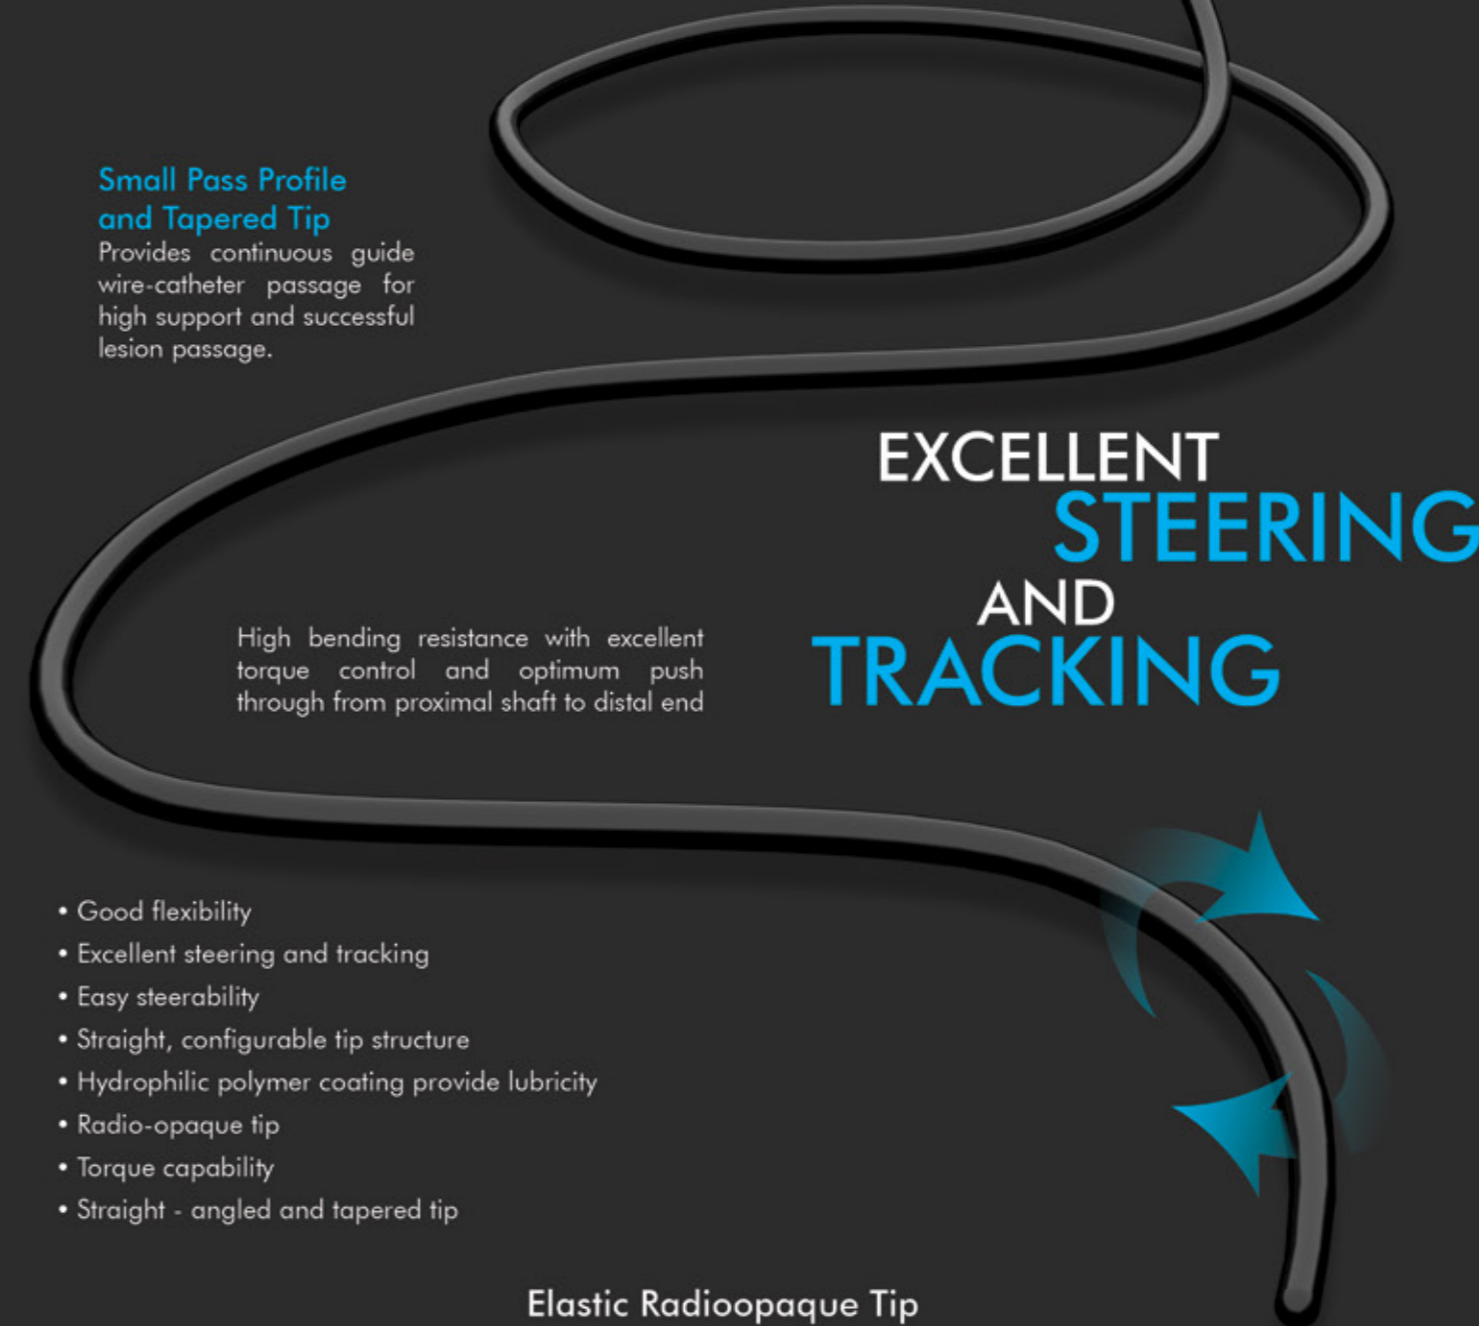 Small Pass Profile
and Tapered Tip
Provides continuous guide
wire-catheter passage for
high support and successful
lesion passage.
EXCELLENT
STEERING
AND
TRACKING
High bending resistance with excellent
torque control and optimum push
through from proximal shaft to distal end
• Good flexibility
• Excellent steering and tracking
• Easy steerability
• Straight, configurable tip structure
• Hydrophilic polymer coating provide lubricity
• Radio-opaque tip
• Torque capability
• Straight - angled and tapered tip
Elastic Radioopaque Tip